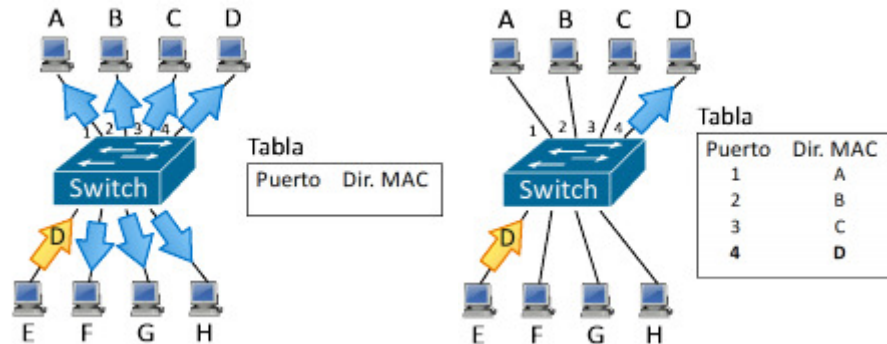 A B C D
1 2 3 4
Switch
D
E F G H
Tabla
Puerto Dir. MAC
A B C D
1 2 3 4
Switch
D
E F G H
Tabla
Puerto Dir. MAC
1 A
2 B
3 C
4 D